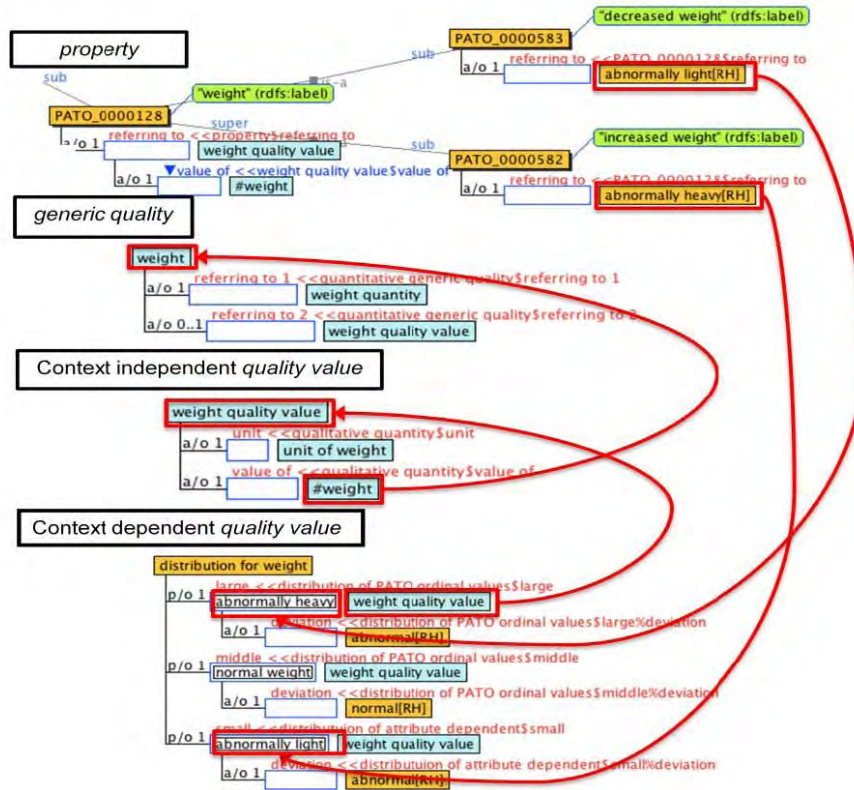 property
PATO_0000583
"decreased weight" (rdfs:label)
sub
sub
is-a
a/o 1
referring to <<PATO_0000128$referring to
abnormally light[RH]
PATO_0000128
"weight" (rdfs:label)
super
sub
a/o 1
referring to <<property$referring to
weight quality value
a/o 1
value of <<weight quality value$value of
#weight
PATO_0000582
"increased weight" (rdfs:label)
a/o 1
referring to <<PATO_0000128$referring to
abnormally heavy[RH]
generic quality
weight
a/o 1
referring to 1 <<quantitative generic quality$referring to 1
weight quantity
a/o 0..1
referring to 2 <<quantitative generic quality$referring to 2
weight quality value
Context independent quality value
weight quality value
a/o 1
unit <<qualitative quantity$unit
unit of weight
a/o 1
value of <<qualitative quantity$value of
#weight
Context dependent quality value
distribution for weight
p/o 1
large <<distribution of PATO ordinal values$large
abnormally heavy
weight quality value
a/o 1
deviation <<distribution of PATO ordinal values$large%deviation
abnormal[RH]
p/o 1
middle <<distribution of PATO ordinal values$middle
normal weight
weight quality value
a/o 1
deviation <<distribution of PATO ordinal values$middle%deviation
normal[RH]
p/o 1
small <<distributuion of attribute dependent$small
abnormally light
weight quality value
a/o 1
deviation <<distributuion of attribute dependent$small%deviation
abnormal[RH]